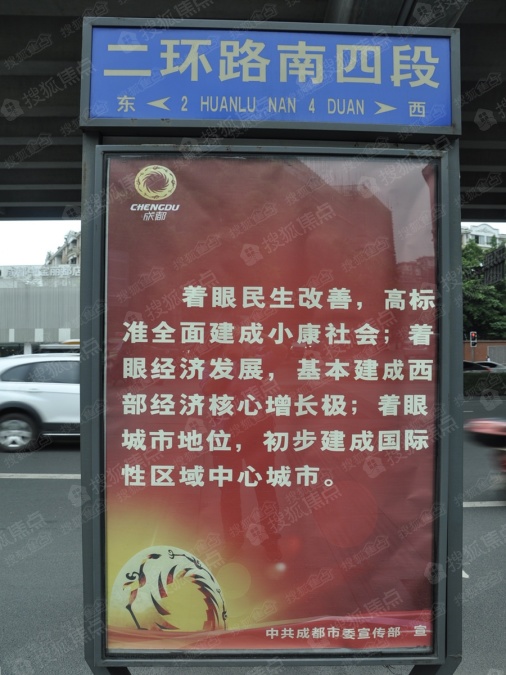 二环路南四段
东 2 HUANLU NAN 4 DUAN 西
CHENGDU
成都
着眼民生改善，高标
准全面建成小康社会；着
眼经济发展，基本建成西
部经济核心增长极；着眼
城市地位，初步建成国际
性区域中心城市。
中共成都市委宣传部 宣
搜狐焦点